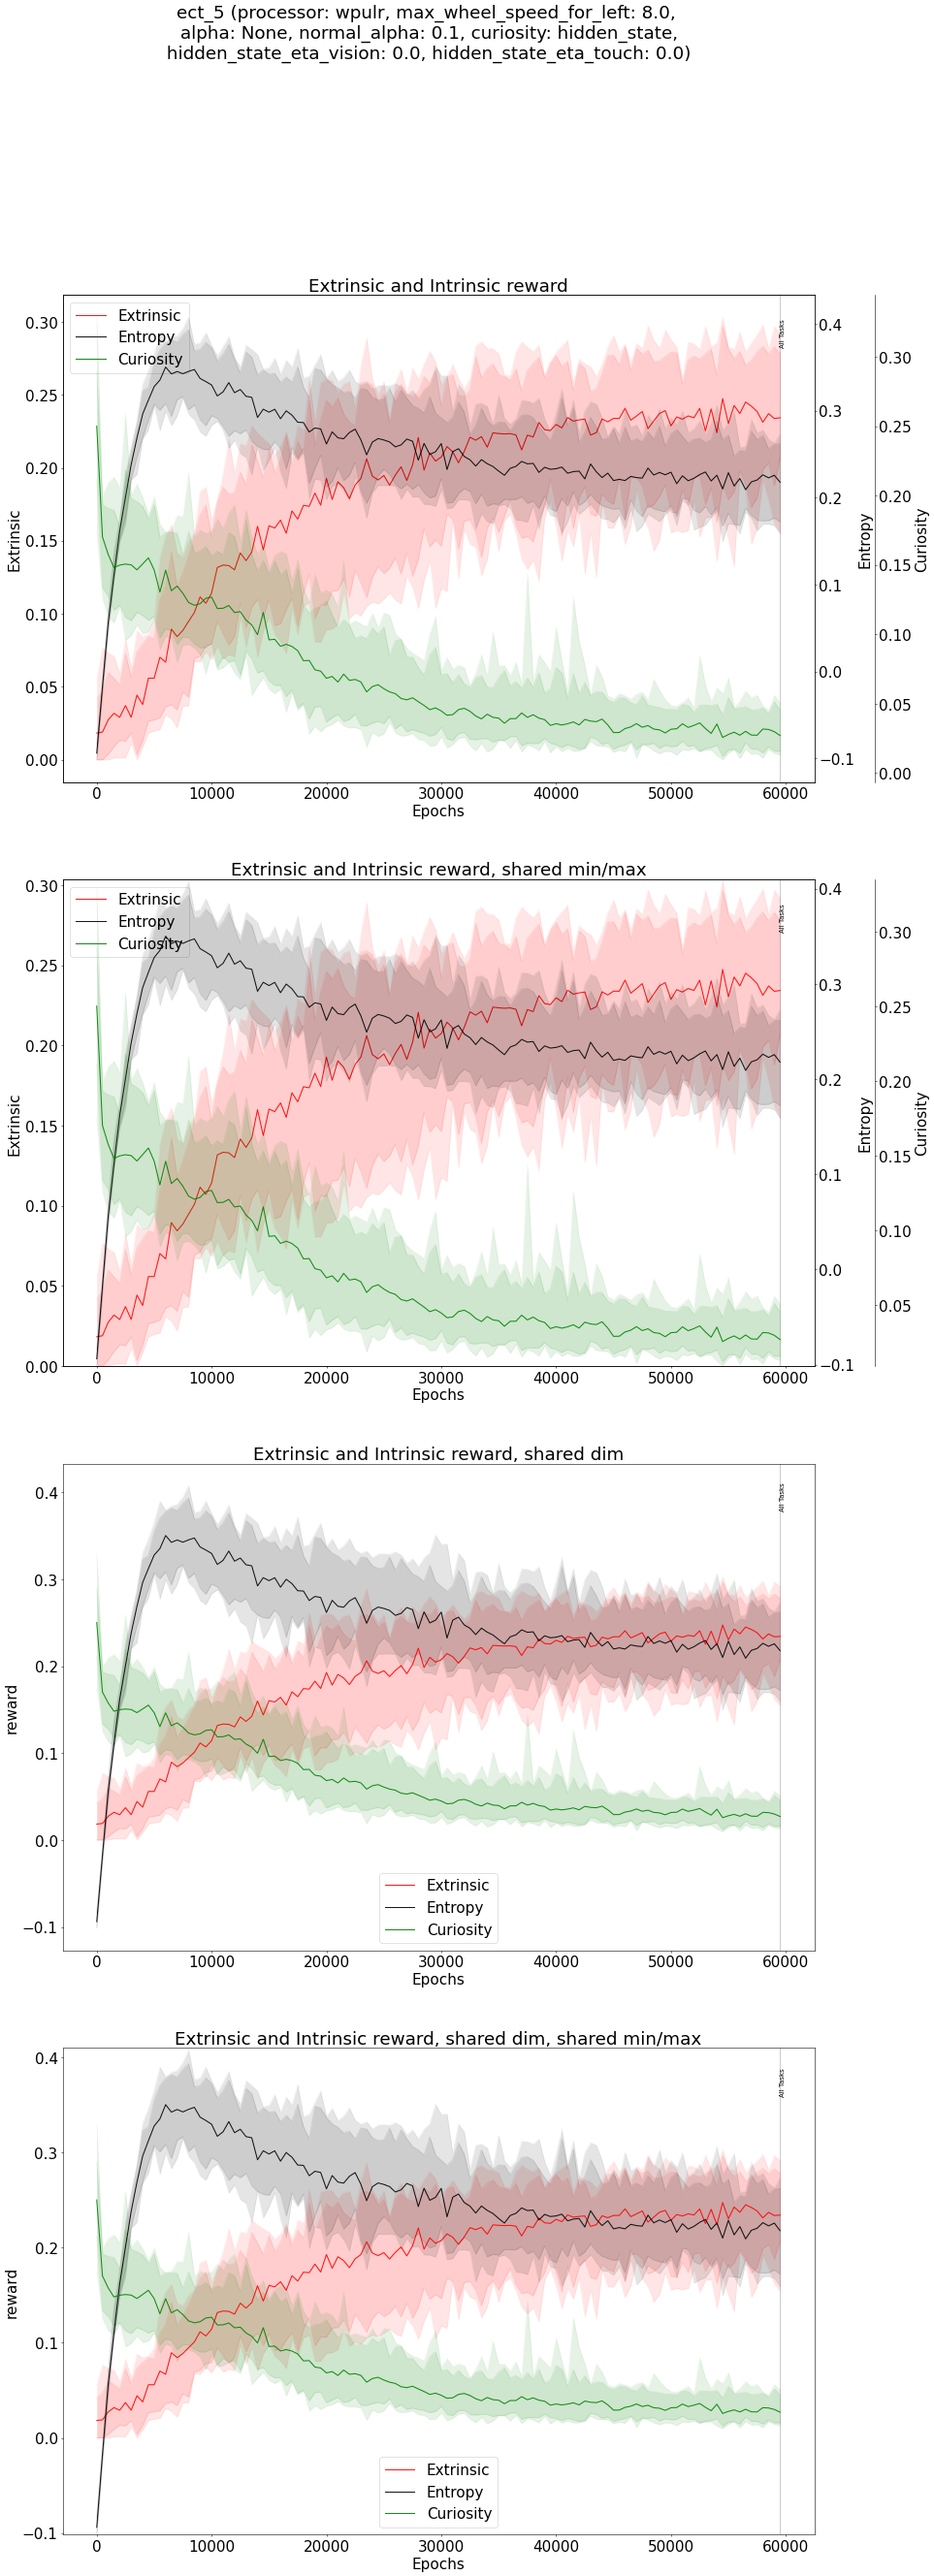 ect_5 (processor: wpulr, max_wheel_speed_for_left: 8.0,
alpha: None, normal_alpha: 0.1, curiosity: hidden_state,
hidden_state_eta_vision: 0.0, hidden_state_eta_touch: 0.0)
Extrinsic and Intrinsic reward
Extrinsic
Entropy
Curiosity
All Tasks
0.30
0.25
0.20
0.15
0.10
0.05
0.00
Extrinsic
0.4
0.3
0.2
0.1
0.0
−0.1
Entropy
0.30
0.25
0.20
0.15
0.10
0.05
0.00
Curiosity
0 10000 20000 30000 40000 50000 60000
Epochs
Extrinsic and Intrinsic reward, shared min/max
Extrinsic
Entropy
Curiosity
All Tasks
0.30
0.25
0.20
0.15
0.10
0.05
0.00
Extrinsic
0.4
0.3
0.2
0.1
0.0
−0.1
Entropy
0.30
0.25
0.20
0.15
0.10
0.05
Curiosity
0 10000 20000 30000 40000 50000 60000
Epochs
Extrinsic and Intrinsic reward, shared dim
All Tasks
0.4
0.3
0.2
0.1
0.0
−0.1
reward
Extrinsic
Entropy
Curiosity
0 10000 20000 30000 40000 50000 60000
Epochs
Extrinsic and Intrinsic reward, shared dim, shared min/max
All Tasks
0.4
0.3
0.2
0.1
0.0
−0.1
reward
Extrinsic
Entropy
Curiosity
0 10000 20000 30000 40000 50000 60000
Epochs